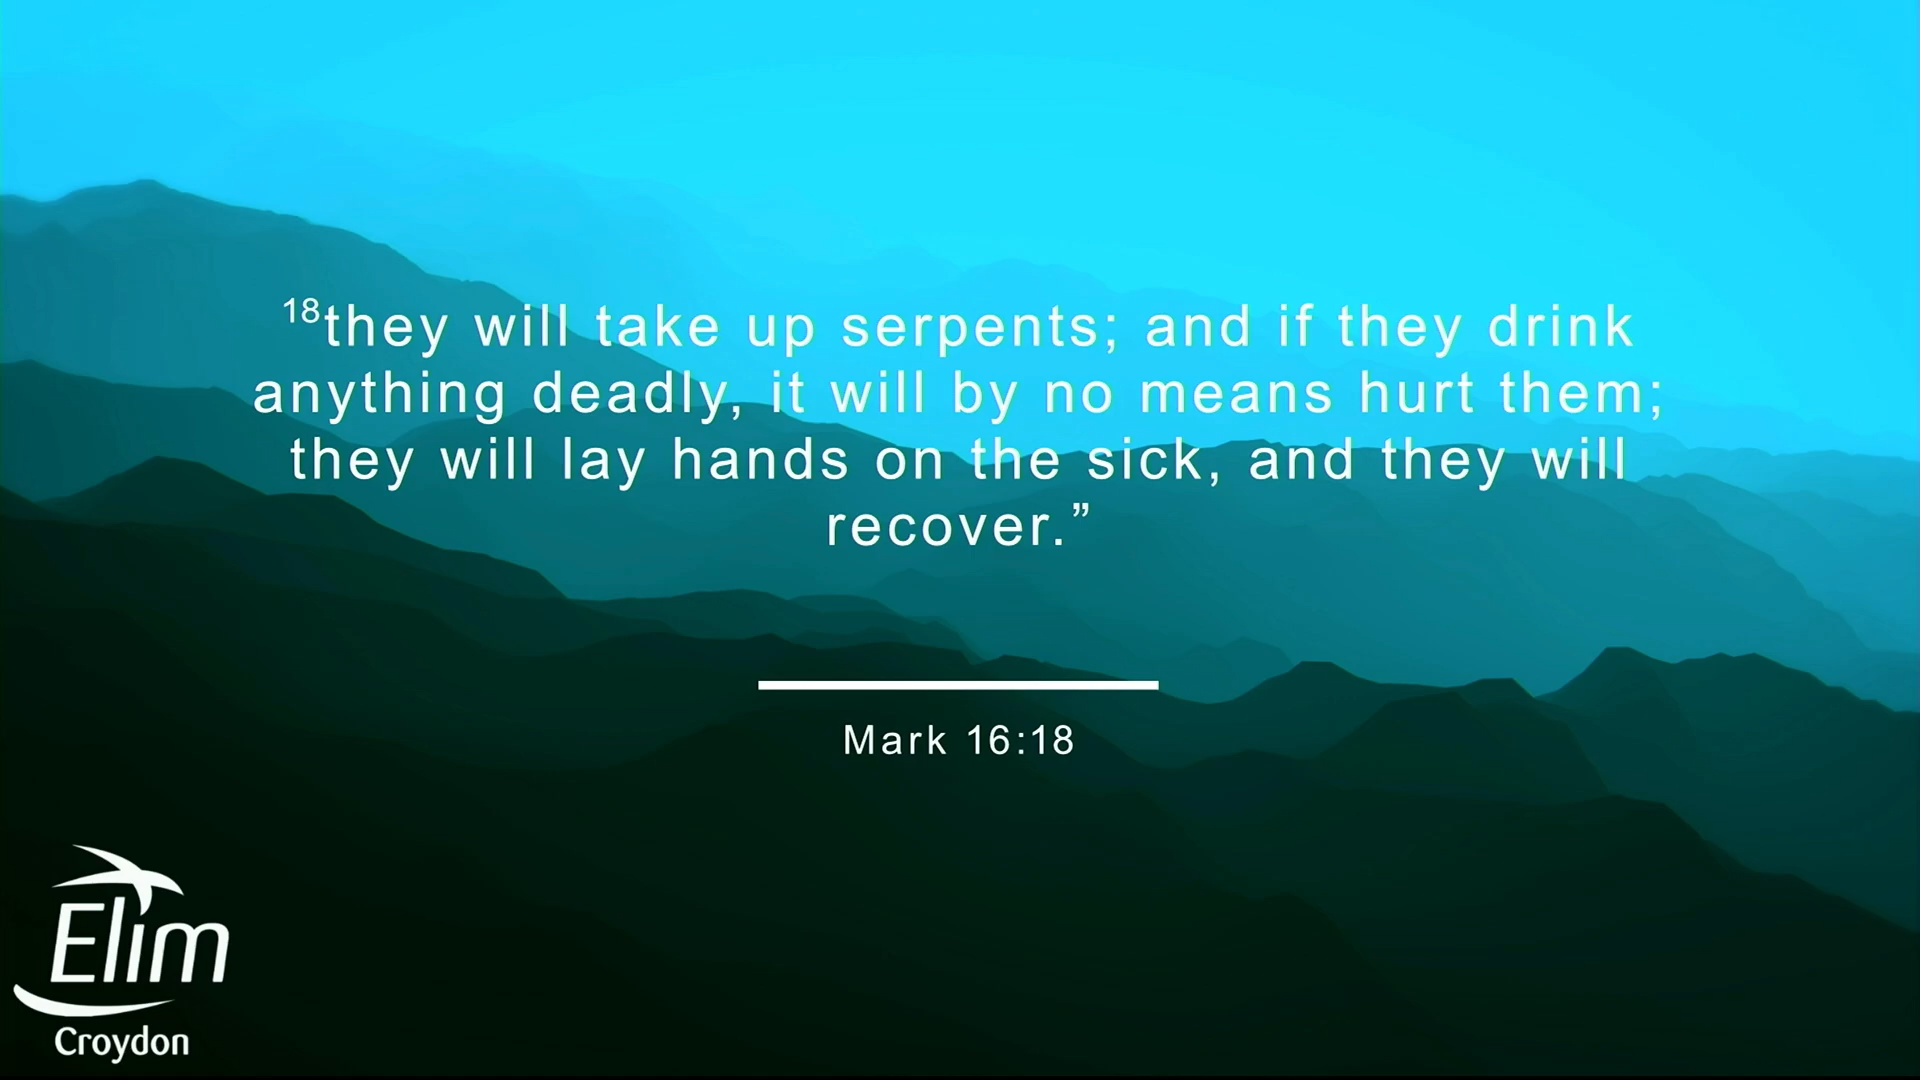 ¹⁸they will take up serpents; and if they drink
anything deadly, it will by no means hurt them;
they will lay hands on the sick, and they will
recover.”
Mark 16:18
Elim
Croydon